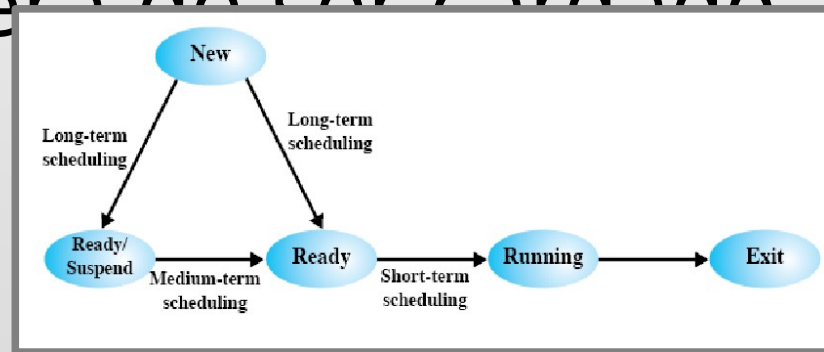 New
Long-term
scheduling
Long-term
scheduling
Ready/
Suspend
Medium-term
scheduling
Ready
Short-term
scheduling
Running
Exit